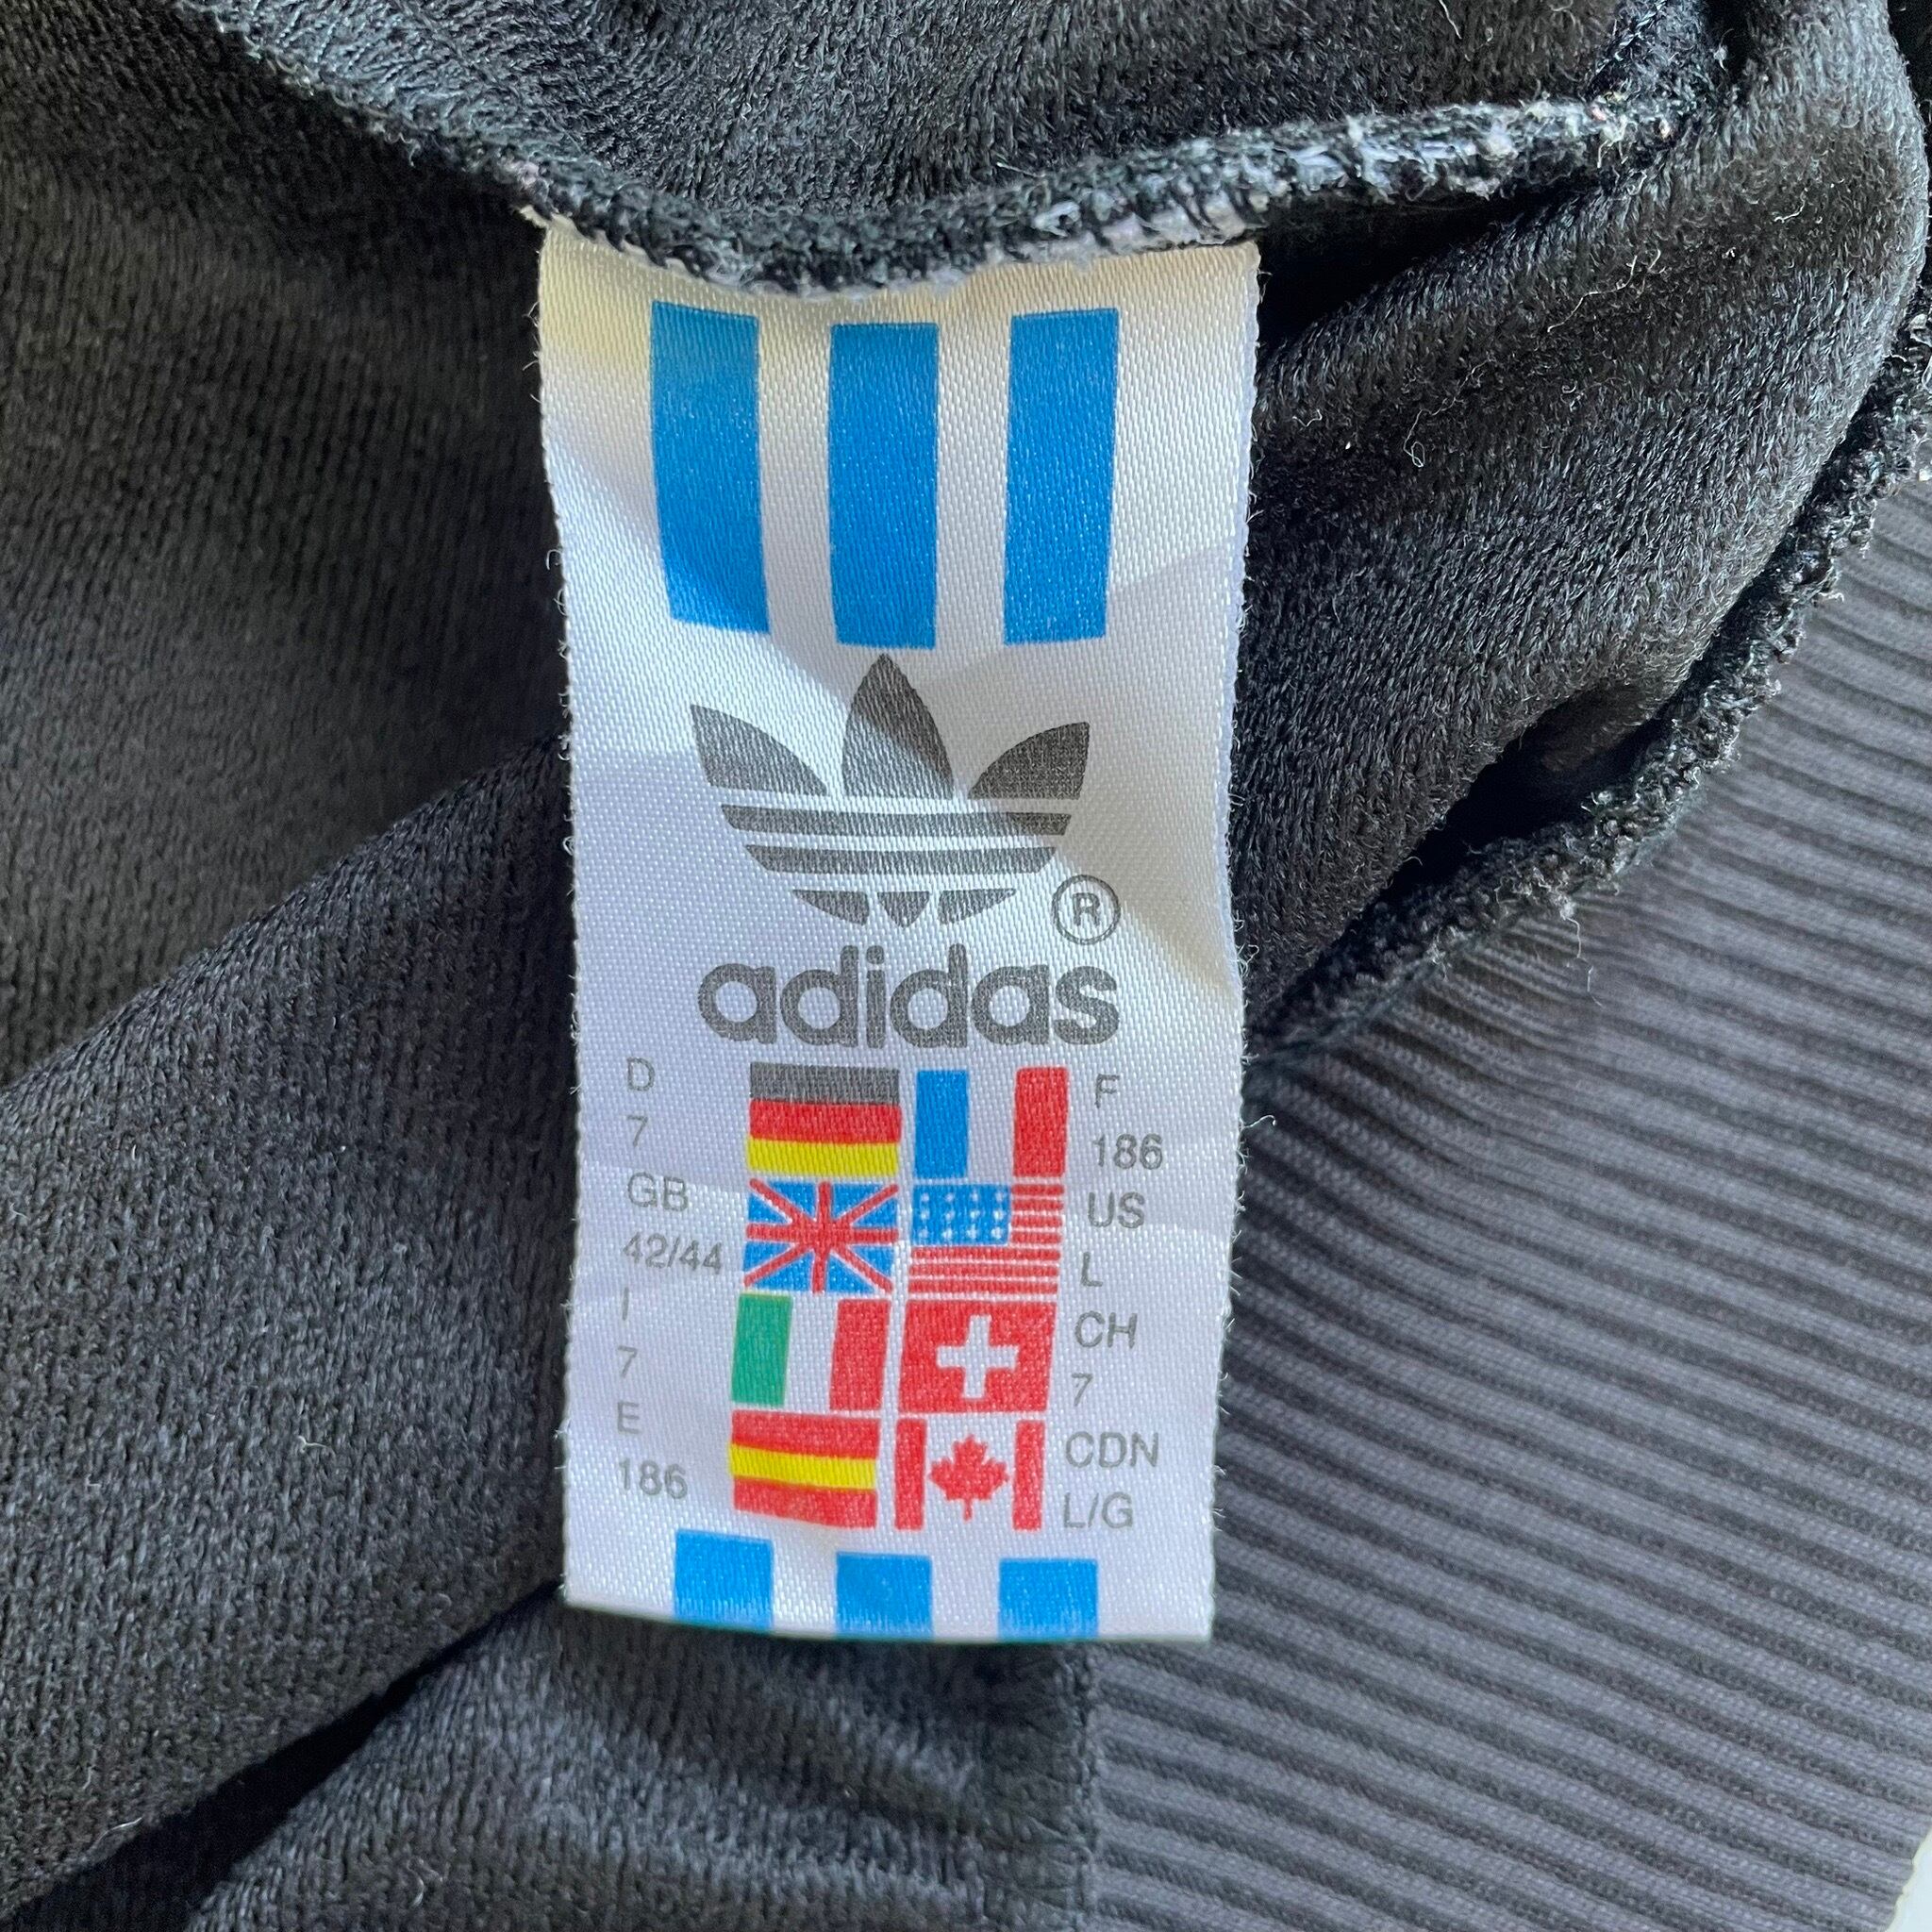 ®
adidas
D
7
GB
42/44
I
7
E
186
F
186
US
L
CH
7
CDN
L/G